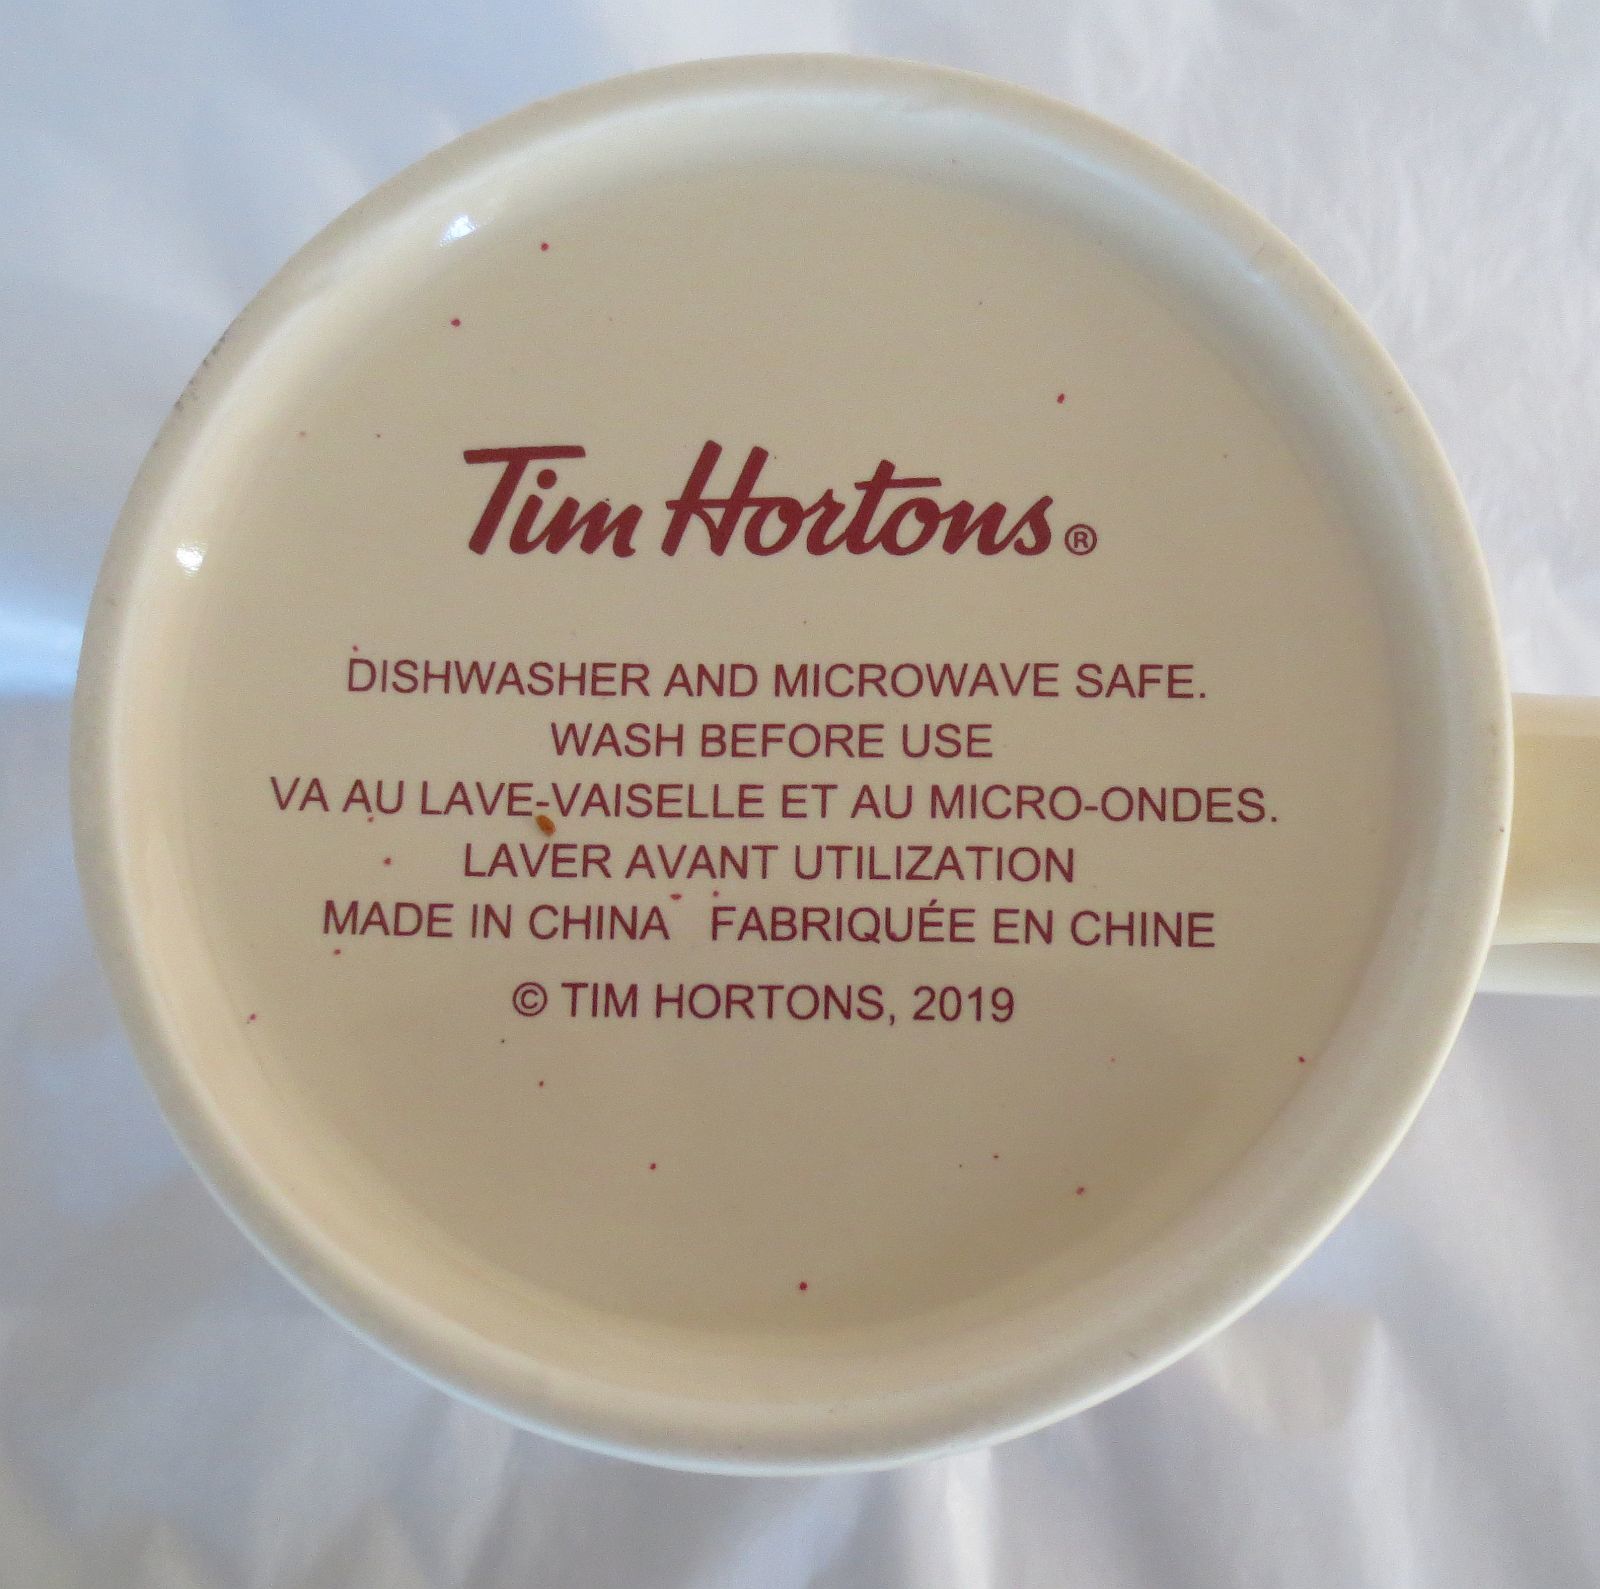 Tim Hortons®
DISHWASHER AND MICROWAVE SAFE.
WASH BEFORE USE
VA AU LAVE-VAISELLE ET AU MICRO-ONDES.
LAVER AVANT UTILIZATION
MADE IN CHINA FABRIQUÉE EN CHINE
© TIM HORTONS, 2019